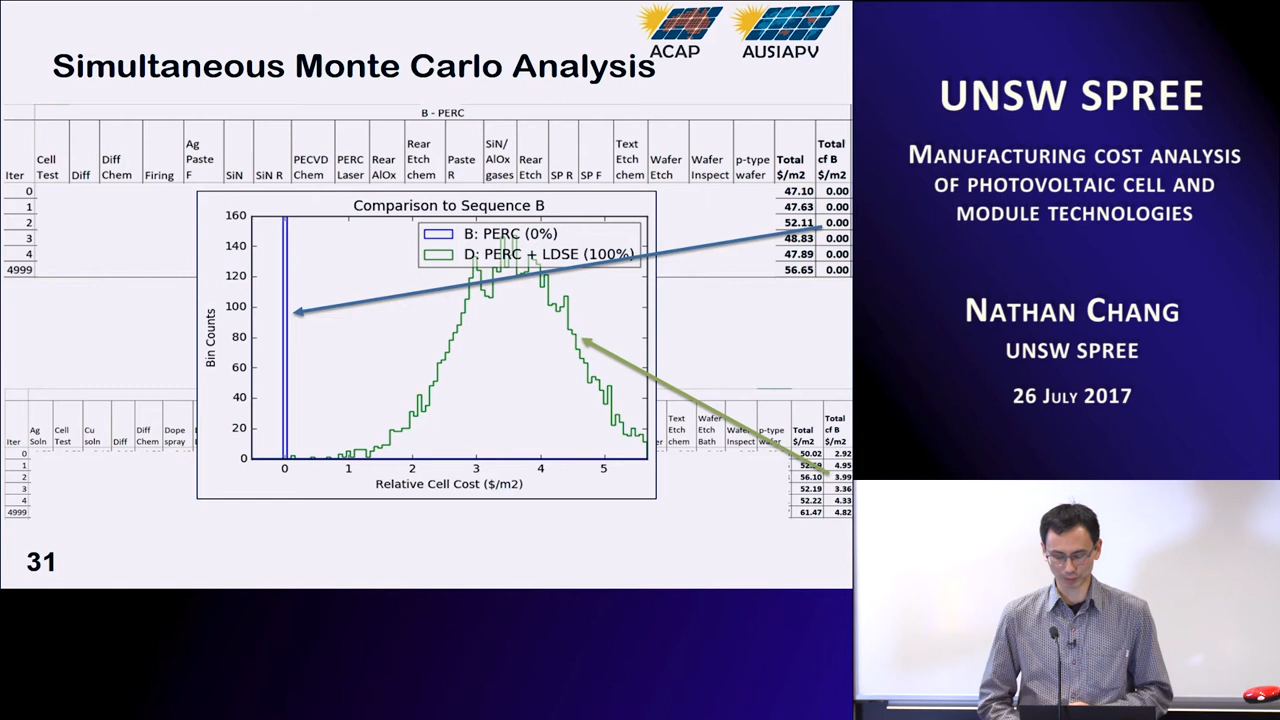 ACAP
AUSIAPV
Simultaneous Monte Carlo Analysis
B - PERC
Iter Cell Test Diff Diff Chem Firing Ag Paste F SiN SiN R PECVD Chem PERC Laser Rear AlOx Rear Etch chem Paste R SiN/ AlOx gases Rear Etch SP R SP F Text Etch chem Wafer Etch Wafer Inspect p-type wafer Total $/m2 Total cf B $/m2
0 47.10 0.00
1 47.63 0.00
2 52.11 0.00
3 48.83 0.00
4 47.89 0.00
4999 56.65 0.00
Comparison to Sequence B
B: PERC (0%)
D: PERC + LDSE (100%)
160
140
120
100
80
60
40
20
0
Bin Counts
0 1 2 3 4 5
Relative Cell Cost ($/m2)
Iter Ag Soln Cell Test Cu soln Diff Diff Chem Dope spray Text Etch chem Wafer Etch Bath Wafer Inspect p-type wafer Total $/m2 Total cf B $/m2
0 50.02 2.92
1 4.95
2 56.10 3.99
3 52.19 3.36
4 52.22 4.33
4999 61.47 4.82
31
UNSW SPREE
MANUFACTURING COST ANALYSIS
OF PHOTOVOLTAIC CELL AND
MODULE TECHNOLOGIES
NATHAN CHANG
UNSW SPREE
26 JULY 2017